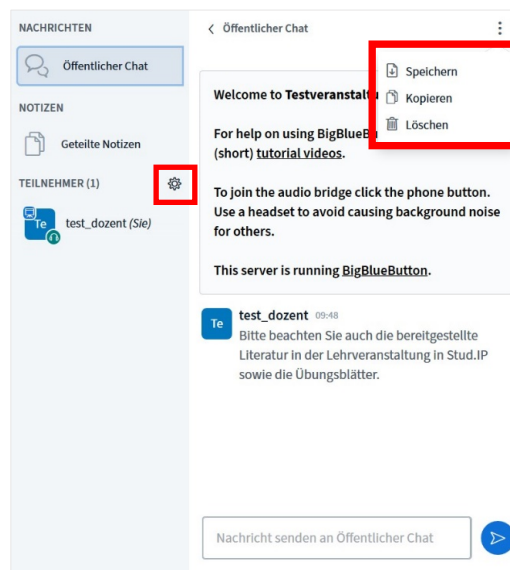 NACHRICHTEN
Öffentlicher Chat
NOTIZEN
Geteilte Notizen
TEILNEHMER (1)
Te
test_dozent (Sie)
Öffentlicher Chat
Speichern
Kopieren
Löschen
Welcome to Testveranstalt
For help on using BigBlueB
(short) tutorial videos.
To join the audio bridge click the phone button.
Use a headset to avoid causing background noise
for others.
This server is running BigBlueButton.
Te
test_dozent 09:48
Bitte beachten Sie auch die bereitgestellte
Literatur in der Lehrveranstaltung in Stud.IP
sowie die Übungsblätter.
Nachricht senden an Öffentlicher Chat